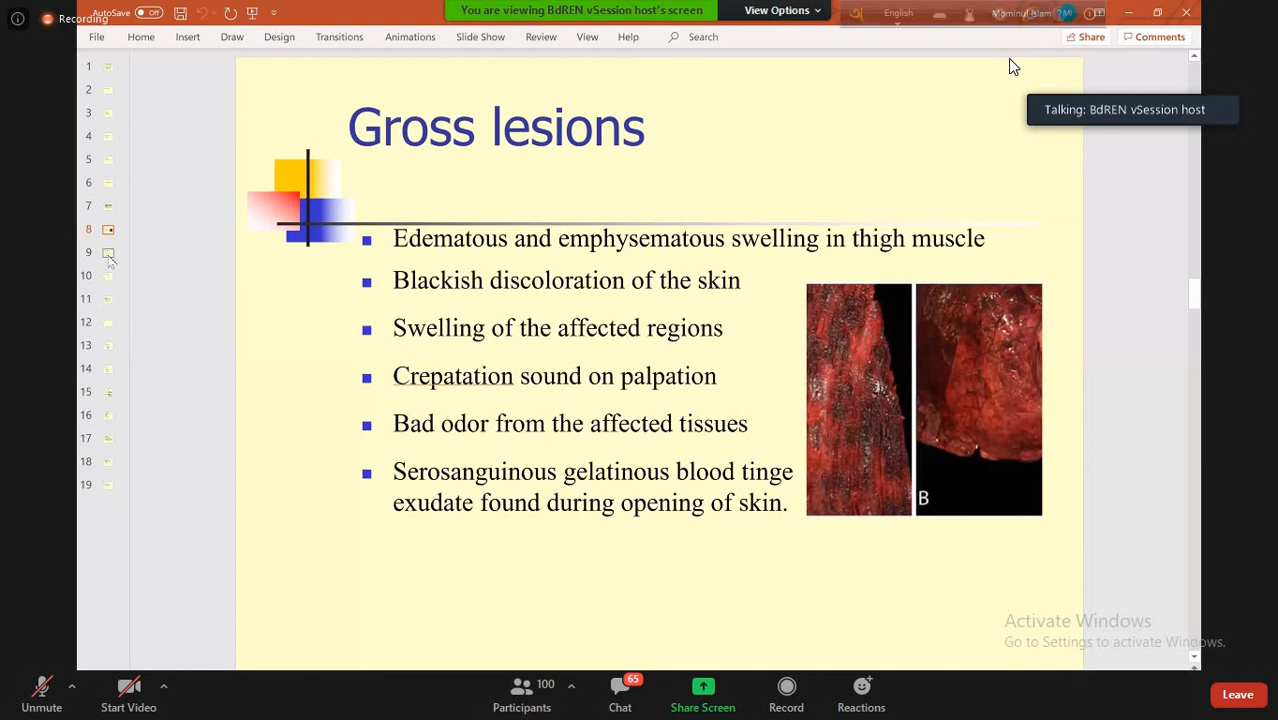 Recording
AutoSave Off
You are viewing BdREN vSession host's screen
View Options
English
Mominul Islam
MI
File Home Insert Draw Design Transitions Animations Slide Show Review View Help Search
Share
Comments
Talking: BdREN vSession host
1
2
3
4
5
6
7
8
9
10
11
12
13
14
15
16
17
18
19
Gross lesions
Edematous and emphysematous swelling in thigh muscle
Blackish discoloration of the skin
Swelling of the affected regions
Crepatation sound on palpation
Bad odor from the affected tissues
Serosanguinous gelatinous blood tinge
exudate found during opening of skin.
B
Activate Windows
Go to Settings to activate Windows.
Unmute
Start Video
100
Participants
65
Chat
Share Screen
Record
Reactions
Leave